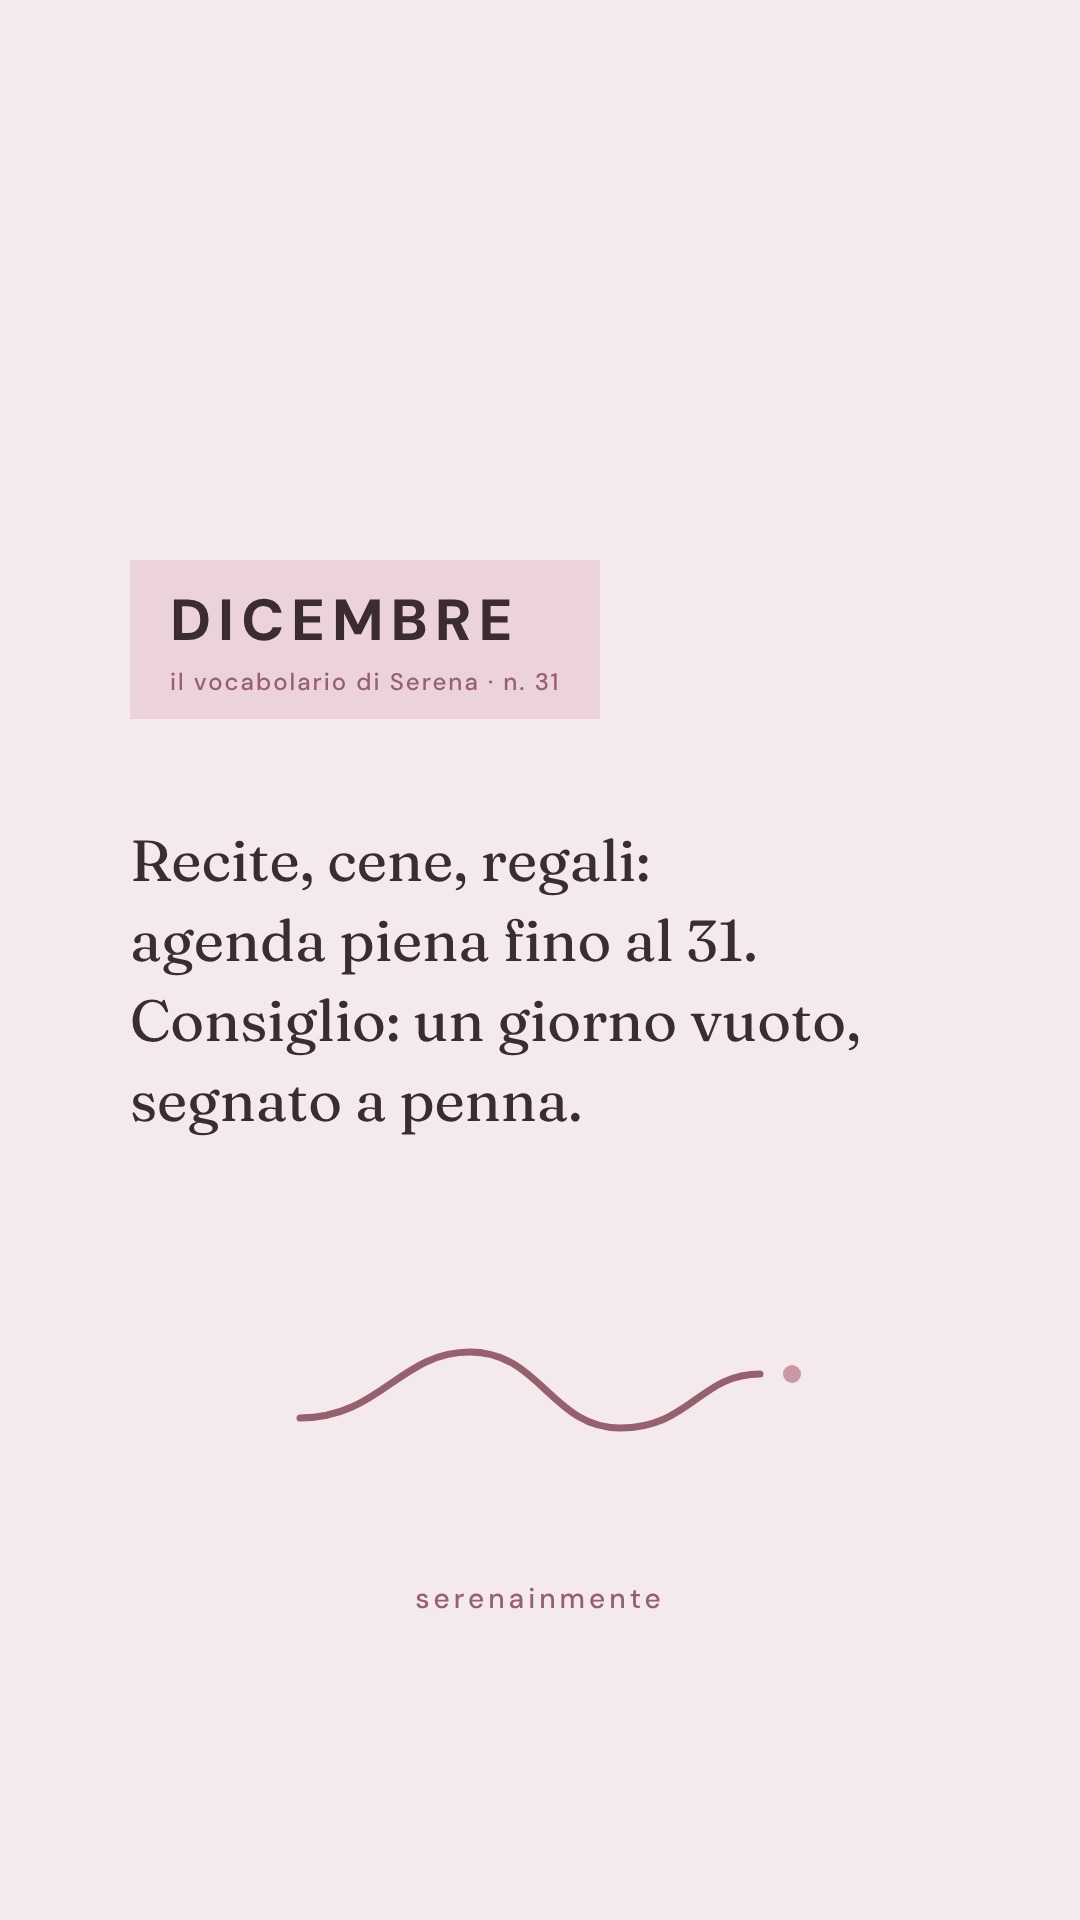 DICEMBRE
il vocabolario di Serena · n. 31
Recite, cene, regali:
agenda piena fino al 31.
Consiglio: un giorno vuoto,
segnato a penna.
serenainmente